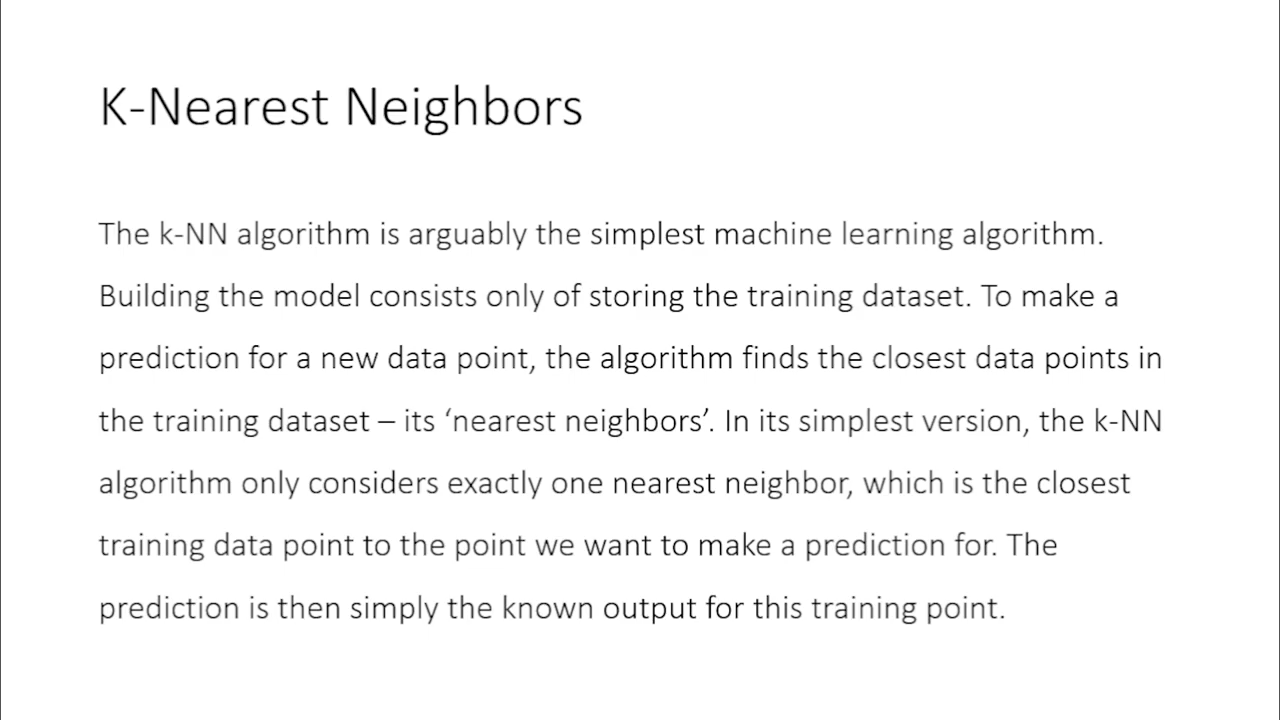 K-Nearest Neighbors
The k-NN algorithm is arguably the simplest machine learning algorithm.
Building the model consists only of storing the training dataset. To make a
prediction for a new data point, the algorithm finds the closest data points in
the training dataset – its ‘nearest neighbors’. In its simplest version, the k-NN
algorithm only considers exactly one nearest neighbor, which is the closest
training data point to the point we want to make a prediction for. The
prediction is then simply the known output for this training point.